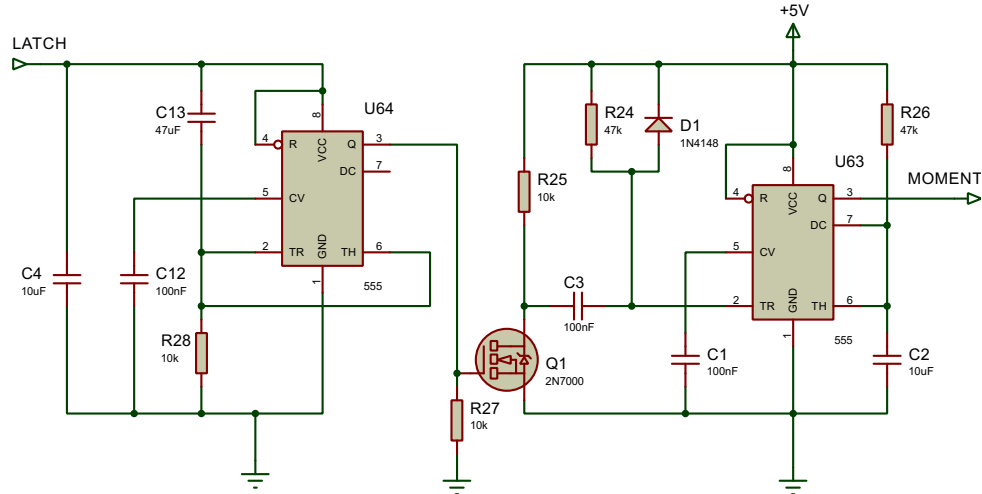 +5V
LATCH
C13
47uF
U64
8
4
R
VCC
Q
3
DC
7
5
CV
2
TR
GND
TH
6
1
555
C4
10uF
C12
100nF
R28
10k
R27
10k
Q1
2N7000
R25
10k
R24
47k
D1
1N4148
C3
100nF
R26
47k
U63
MOMENT
8
4
R
VCC
Q
3
DC
7
5
CV
2
TR
GND
TH
6
1
555
C1
100nF
C2
10uF